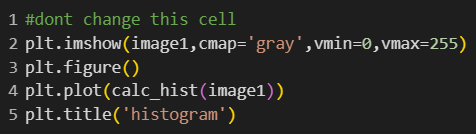 1 #dont change this cell
2 plt.imshow(image1,cmap='gray',vmin=0,vmax=255)
3 plt.figure()
4 plt.plot(calc_hist(image1))
5 plt.title('histogram')